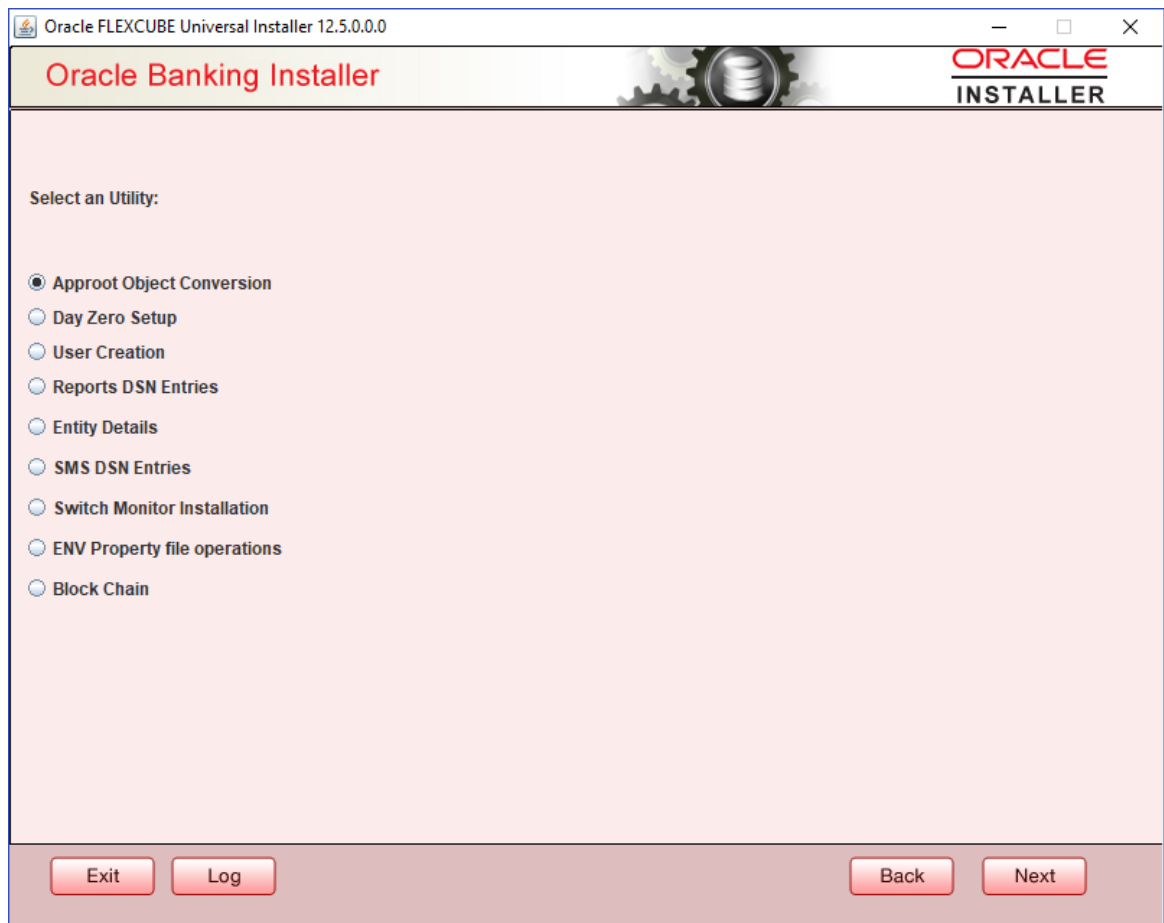 Oracle FLEXCUBE Universal Installer 12.5.0.0.0
Oracle Banking Installer
ORACLE
INSTALLER
Select an Utility:
Approot Object Conversion
Day Zero Setup
User Creation
Reports DSN Entries
Entity Details
SMS DSN Entries
Switch Monitor Installation
ENV Property file operations
Block Chain
Exit Log Back Next